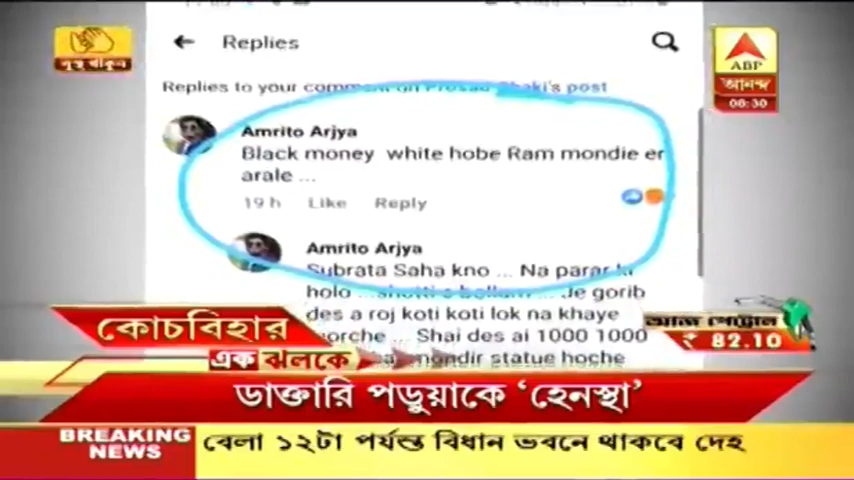 সুস্থ থাকুন
Replies
ABP
আনন্দ
08:30
Replies to your comment on Prosad Dhaki's post
Amrito Arjya
Black money white hobe Ram mondie er
arale ...
19 h Like Reply
Amrito Arjya
Subrata Saha kno ... Na parar ki
holo ...shotti e bollam ... de gorib
des a roj koti koti lok na khaye
morche ... Shai des ai 1000 1000
mondir statue hoche
কোচবিহার
আজ পেট্রোল
₹ 82.10
এক ঝলকে
ডাক্তারি পড়ুয়াকে ‘হেনস্থা’
BREAKING
NEWS
বেলা ১২টা পর্যন্ত বিধান ভবনে থাকবে দেহ